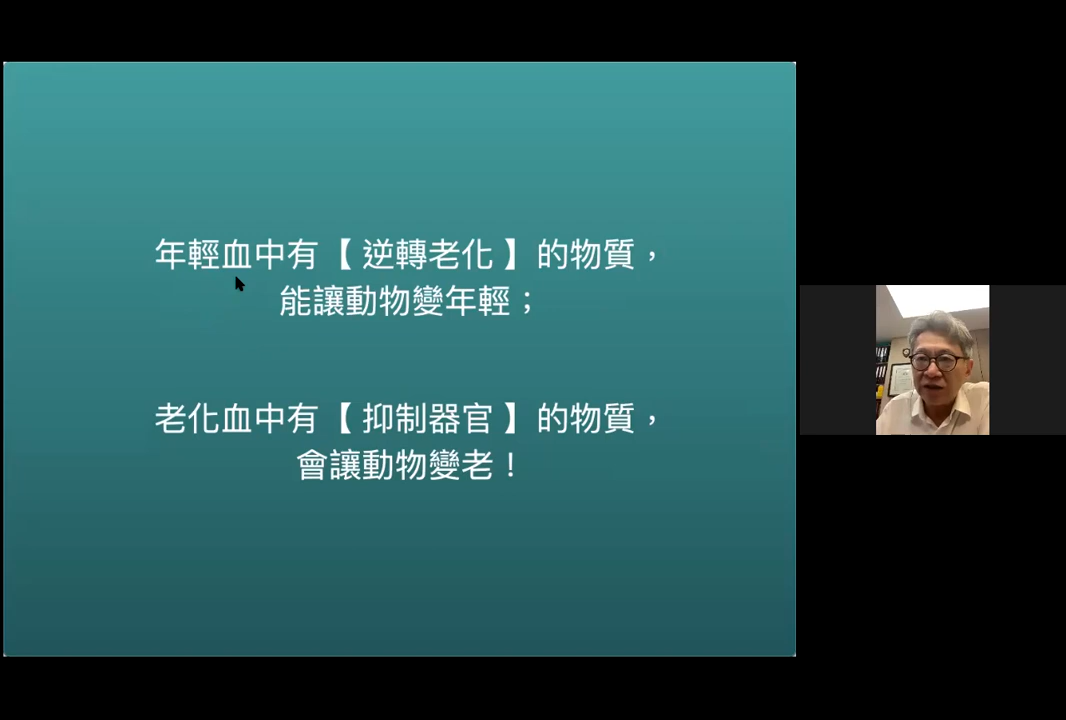 年輕血中有【 逆轉老化 】的物質，
能讓動物變年輕；
老化血中有【 抑制器官 】的物質，
會讓動物變老！